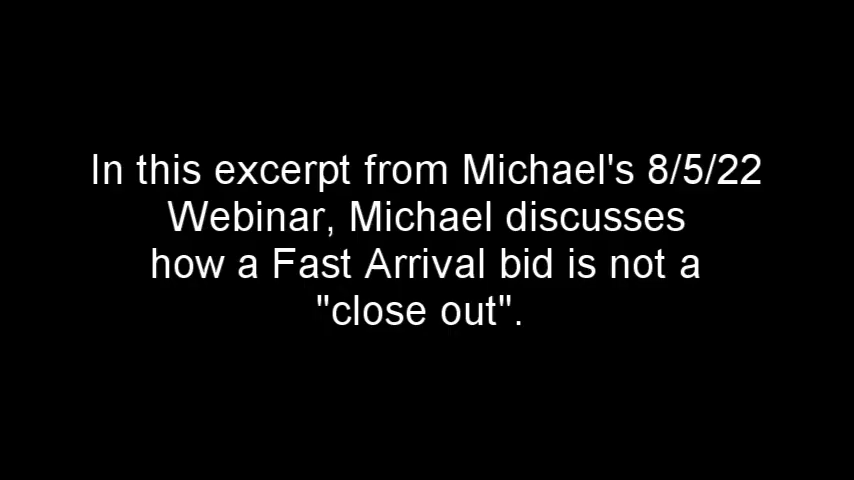 In this excerpt from Michael's 8/5/22
Webinar, Michael discusses
how a Fast Arrival bid is not a
"close out".